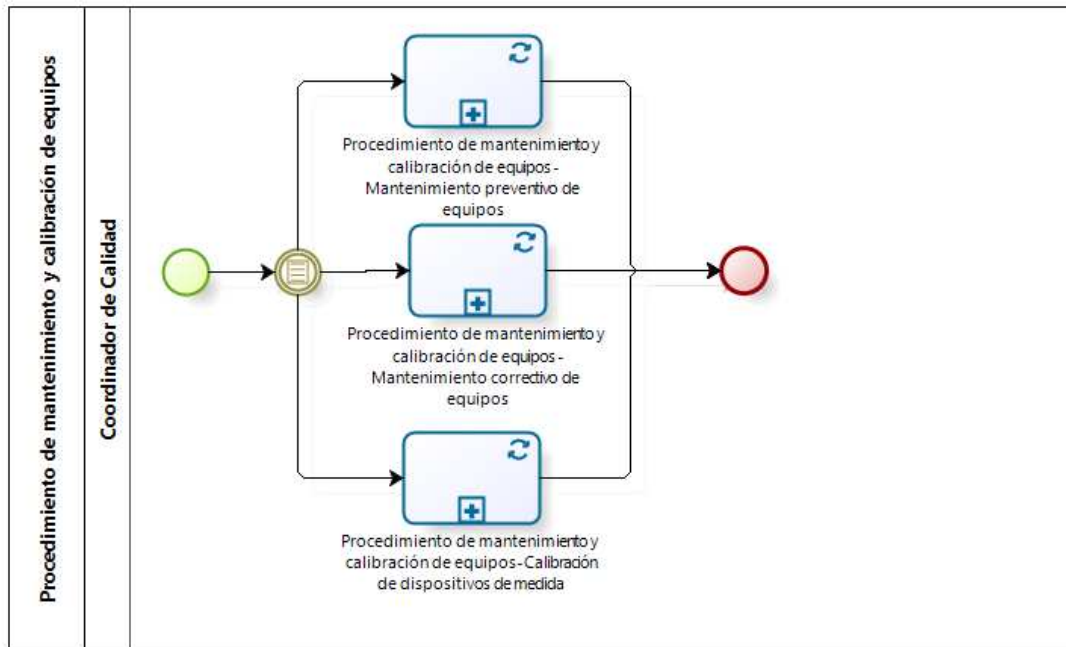 Procedimiento de mantenimiento y calibración de equipos
Coordinador de Calidad
Procedimiento de mantenimiento y
calibración de equipos -
Mantenimiento preventivo de
equipos
Procedimiento de mantenimiento y
calibración de equipos -
Mantenimiento correctivo de
equipos
Procedimiento de mantenimiento y
calibración de equipos - Calibración
de dispositivos de medida